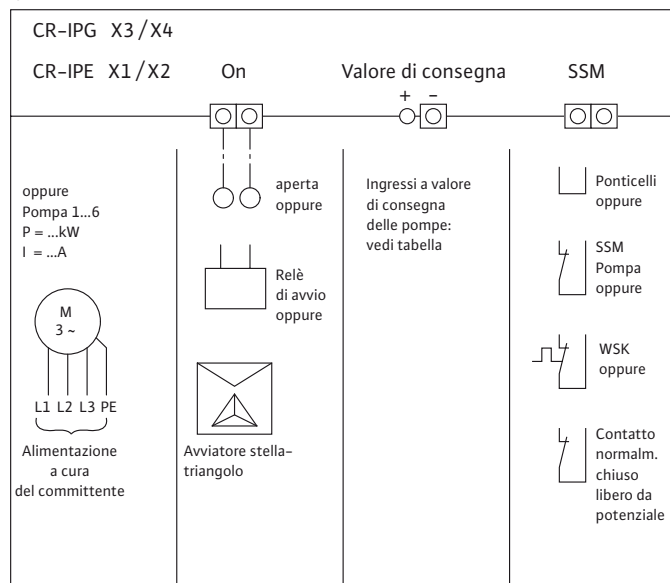 CR–IPG X3/X4
CR–IPE X1/X2 On Valore di consegna SSM
+ –
oppure
Pompa 1...6
P = ...kW
I = ...A
M
3 ~
L1 L2 L3 PE
Alimentazione
a cura
del committente
aperta
oppure
Relè
di avvio
oppure
Avviatore stella–
triangolo
Ingressi a valore
di consegna
delle pompe:
vedi tabella
Ponticelli
oppure
SSM
Pompa
oppure
WSK
oppure
Contatto
normalm.
chiuso
libero da
potenziale